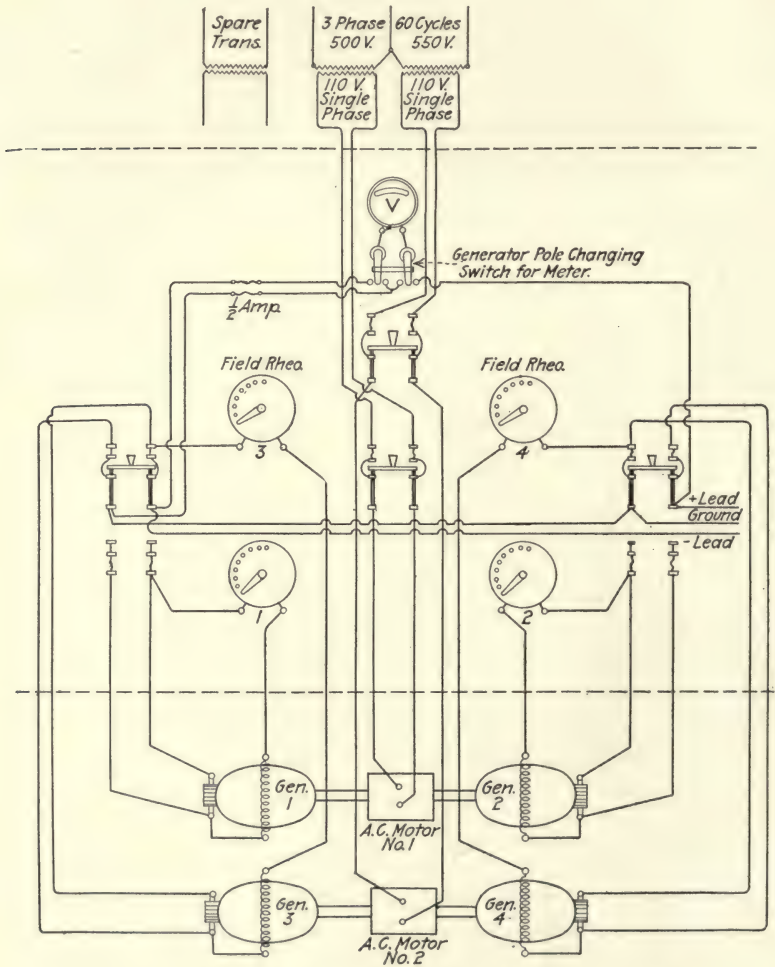 Spare
Trans.
3 Phase
500 V.
60 Cycles
550 V.
110 V.
Single
Phase
110 V.
Single
Phase
V
Generator Pole Changing
Switch for Meter.
1/2 Amp.
Field Rheo.
3
Field Rheo.
4
+ Lead
Ground
- Lead
1
2
Gen.
1
Gen.
2
A.C. Motor
No. 1
Gen.
3
Gen.
4
A.C. Motor
No. 2